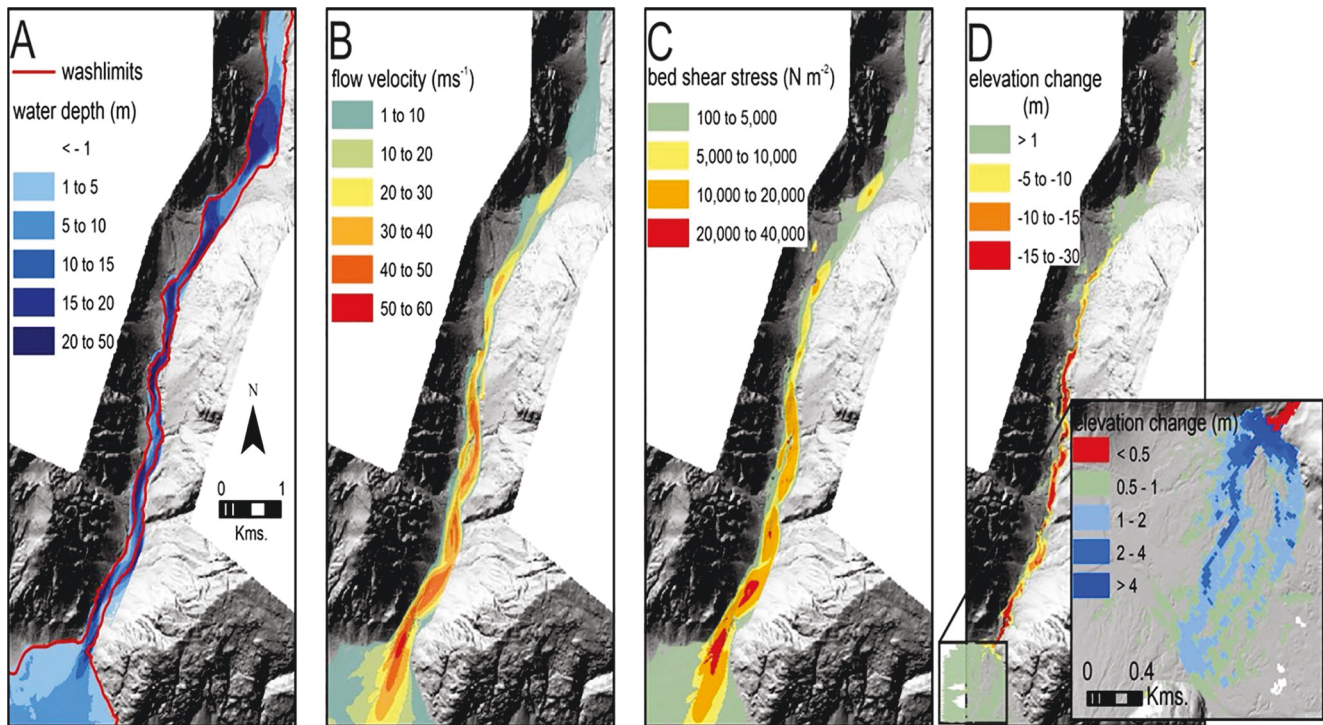 A
washlimits
water depth (m)
< - 1
1 to 5
5 to 10
10 to 15
15 to 20
20 to 50
N
0 1
Kms.
B
flow velocity (ms-1)
1 to 10
10 to 20
20 to 30
30 to 40
40 to 50
50 to 60
C
bed shear stress (N m-2)
100 to 5,000
5,000 to 10,000
10,000 to 20,000
20,000 to 40,000
D
elevation change
(m)
> 1
-5 to -10
-10 to -15
-15 to -30
elevation change (m)
< 0.5
0.5 - 1
1 - 2
2 - 4
>4
0 0.4
Kms.